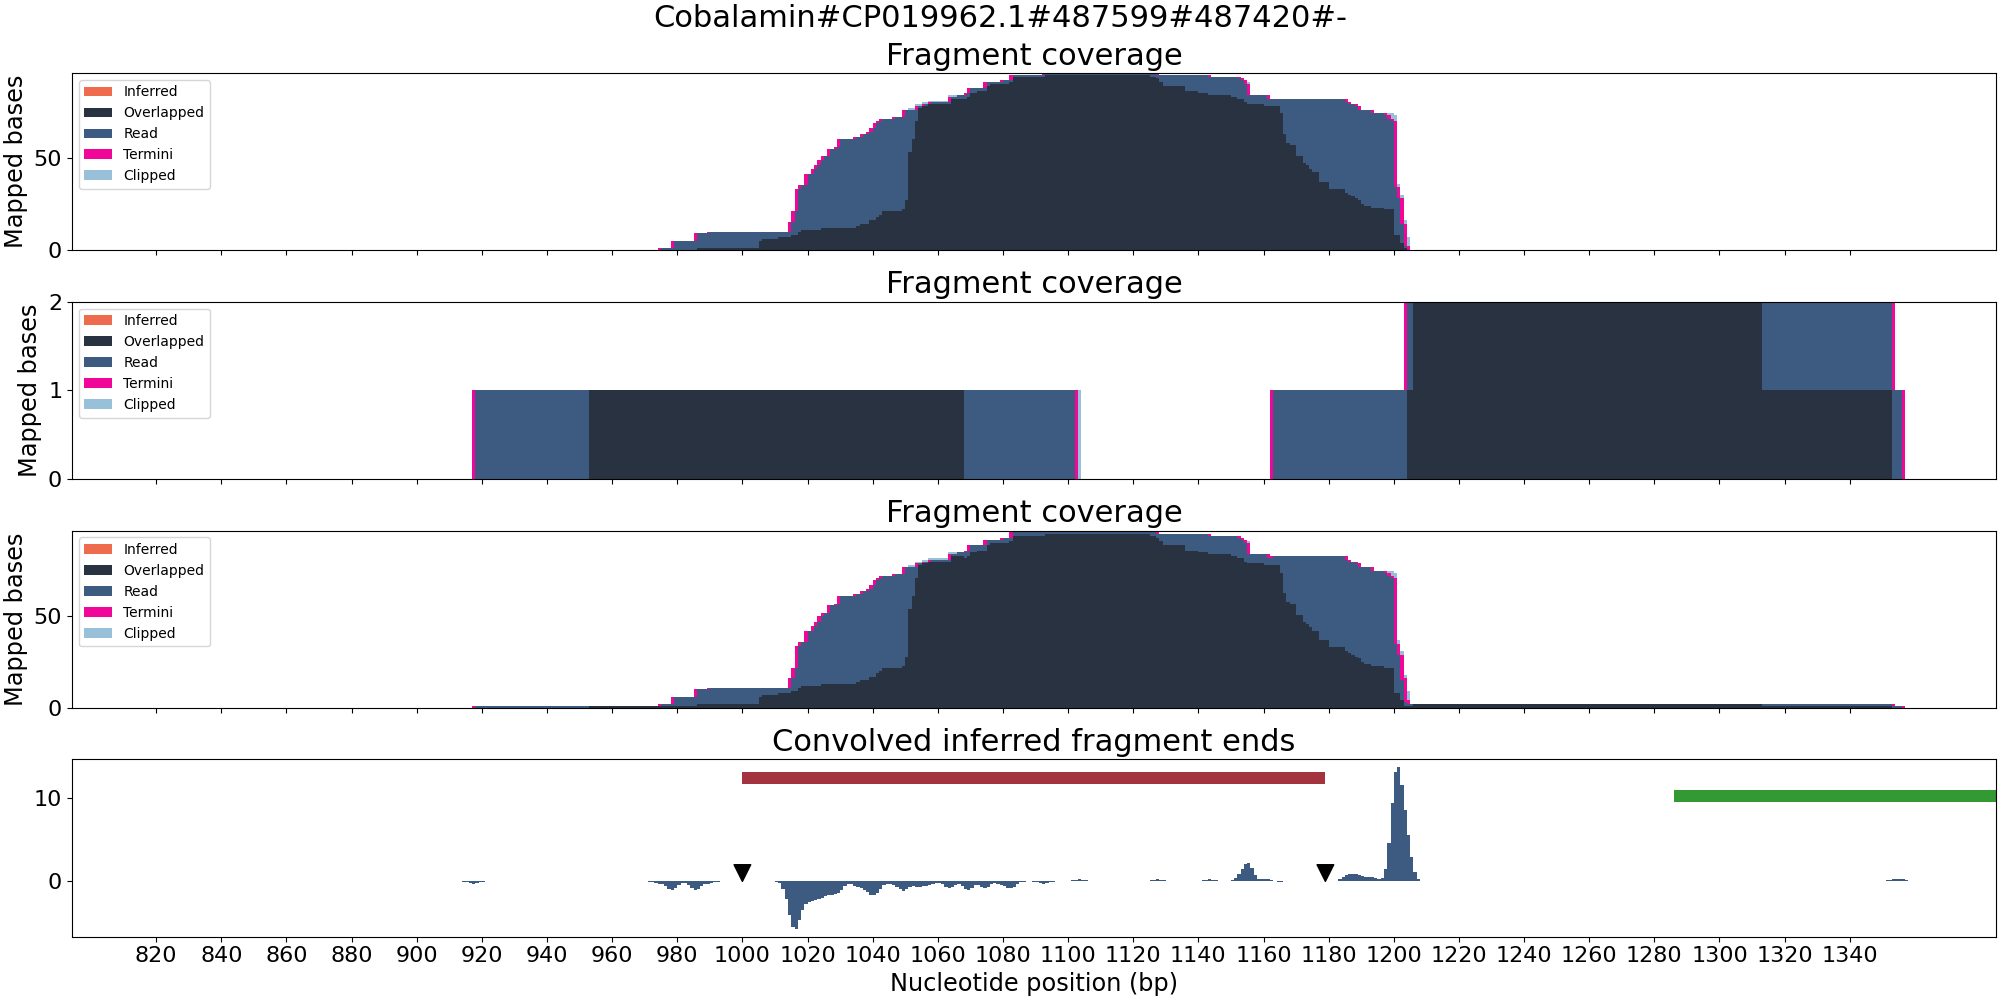 Cobalamin#CP019962.1#487599#487420#-
Fragment coverage
Mapped bases
50
0
Inferred
Overlapped
Read
Termini
Clipped
Fragment coverage
Mapped bases
2
1
0
Inferred
Overlapped
Read
Termini
Clipped
Fragment coverage
Mapped bases
50
0
Inferred
Overlapped
Read
Termini
Clipped
Convolved inferred fragment ends
10
0
820 840 860 880 900 920 940 960 980 1000 1020 1040 1060 1080 1100 1120 1140 1160 1180 1200 1220 1240 1260 1280 1300 1320 1340
Nucleotide position (bp)